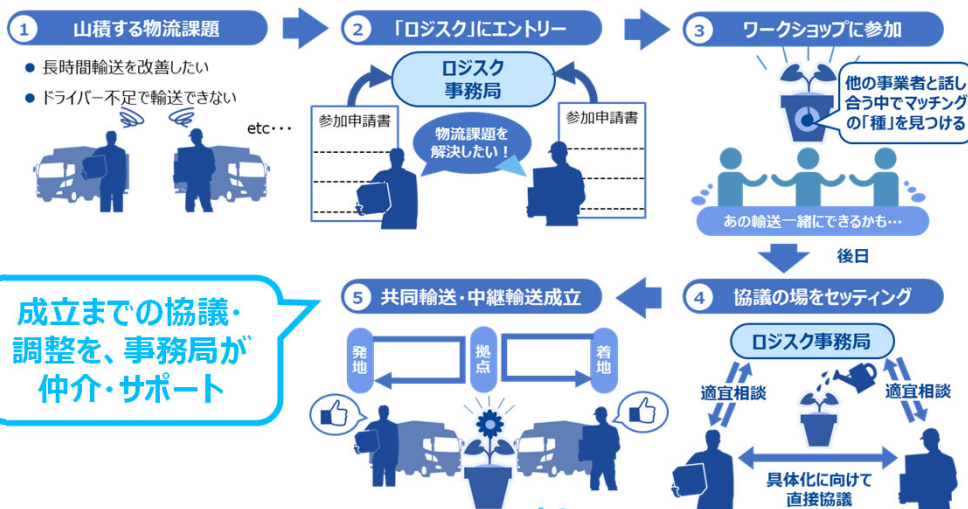 1 山積する物流課題
● 長時間輸送を改善したい
● ドライバー不足で輸送できない
etc・・・
2 「ロジスク」にエントリー
ロジスク
事務局
参加申請書
参加申請書
物流課題を
解決したい！
3 ワークショップに参加
他の事業者と話し
合う中でマッチング
の「種」を見つける
あの輸送一緒にできるかも…
後日
4 協議の場をセッティング
ロジスク事務局
適宜相談
適宜相談
具体化に向けて
直接協議
5 共同輸送・中継輸送成立
発地
拠点
着地
成立までの協議・
調整を、事務局が
仲介・サポート